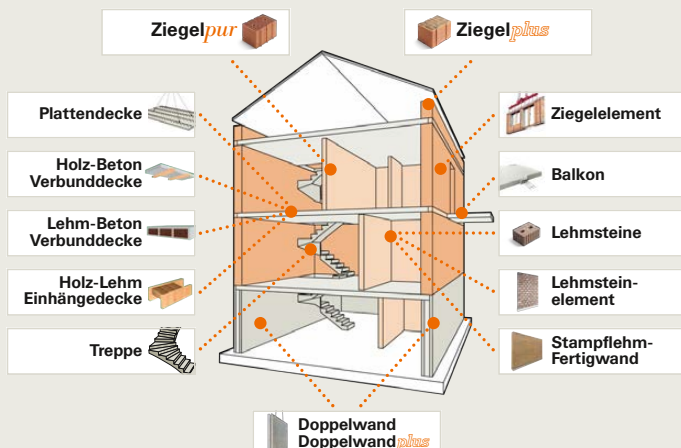 Ziegelpur
Ziegelplus
Plattendecke
Holz-Beton
Verbunddecke
Lehm-Beton
Verbunddecke
Holz-Lehm
Einhängedecke
Treppe
Ziegelelement
Balkon
Lehmsteine
Lehmstein-
element
Stampflehm-
Fertigwand
Doppelwand
Doppelwandplus